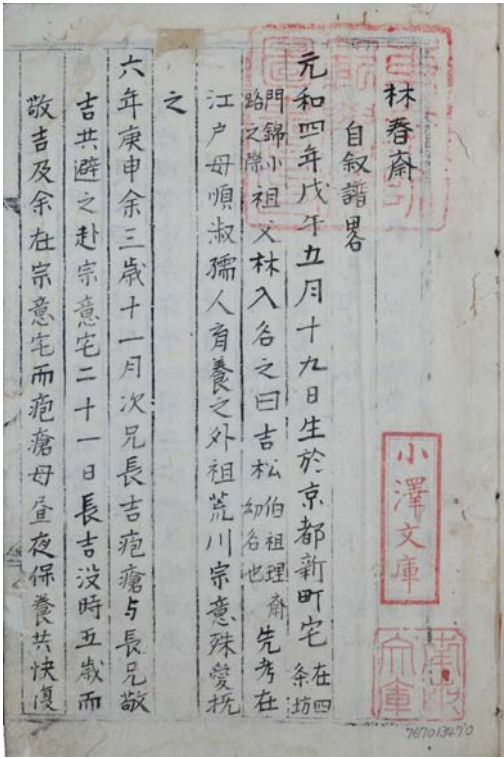 林春斎
自叙譜畧
元和四年戊午五月十九日生於京都新町宅在四条坊
門錦小路之際祖父林入名之曰吉松伯祖理斎幼名也先考在
江戸母順淑孺人育養之外祖荒川宗意殊愛抚
之
六年庚申余三歳十一月次兄長吉疱瘡与長兄敬
吉共避之赴宗意宅二十一日長吉没時五歳而
敬吉及余在宗意宅而疱瘡母昼夜保養共快復
小澤文庫
文庫
767013470